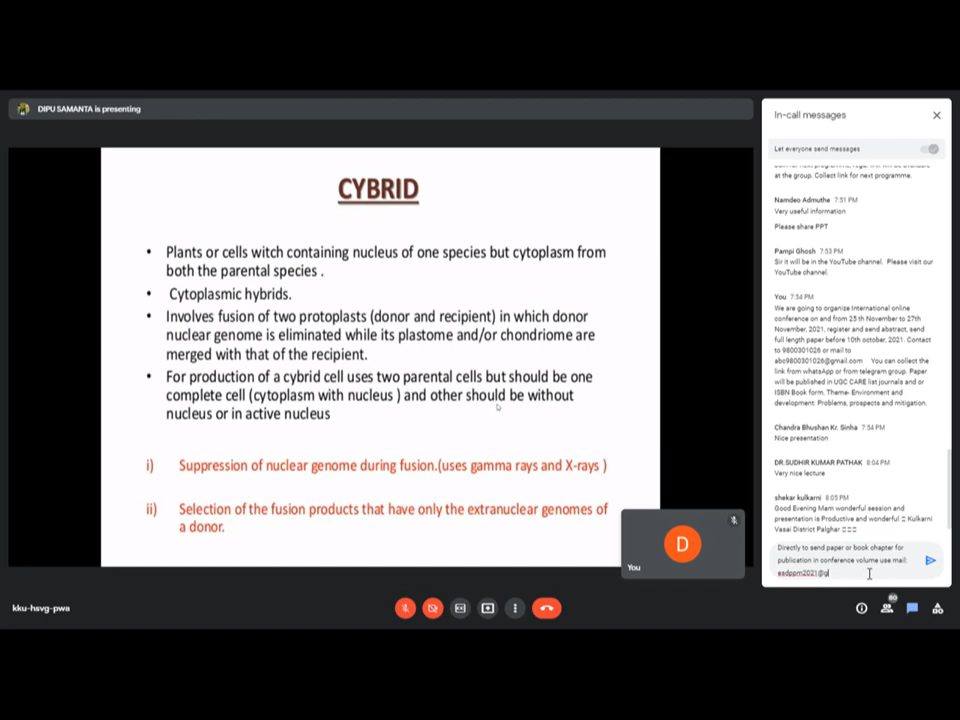 DIPU SAMANTA is presenting
CYBRID
• Plants or cells witch containing nucleus of one species but cytoplasm from
both the parental species .
• Cytoplasmic hybrids.
• Involves fusion of two protoplasts (donor and recipient) in which donor
nuclear genome is eliminated while its plastome and/or chondriome are
merged with that of the recipient.
• For production of a cybrid cell uses two parental cells but should be one
complete cell (cytoplasm with nucleus ) and other should be without
nucleus or in active nucleus
i) Suppression of nuclear genome during fusion.(uses gamma rays and X-rays )
ii) Selection of the fusion products that have only the extranuclear genomes of
a donor.
D
You
kku-hsvg-pwa
In-call messages
Let everyone send messages
at the group. Collect link for next programme.
Namdeo Admuthe 7:51 PM
Very useful information
Please share PPT
Pampi Ghosh 7:53 PM
Sir it will be in the YouTube channel. Please visit our
YouTube channel.
You 7:54 PM
We are going to organize International online
conference on and from 25 th November to 27th
November, 2021, register and send abstract, send
full length paper before 10th october, 2021. Contact
to 9800301026 or mail to
abc9800301026@gmail.com You can collect the
link from whatsApp or from telegram group. Paper
will be published in UGC CARE list journals and or
ISBN Book form. Theme- Environment and
development: Problems, prospects and mitigation.
Chandra Bhushan Kr. Sinha 7:54 PM
Nice presentation
DR.SUDHIR KUMAR PATHAK 8:04 PM
Very nice lecture
shekar kulkarni 8:05 PM
Good Evening Mam wonderful session and
presentation is Productive and wonderful Kulkarni
Vasai District Palghar
Directly to send paper or book chapter for
publication in conference volume use mail:
eadppm2021@g
60